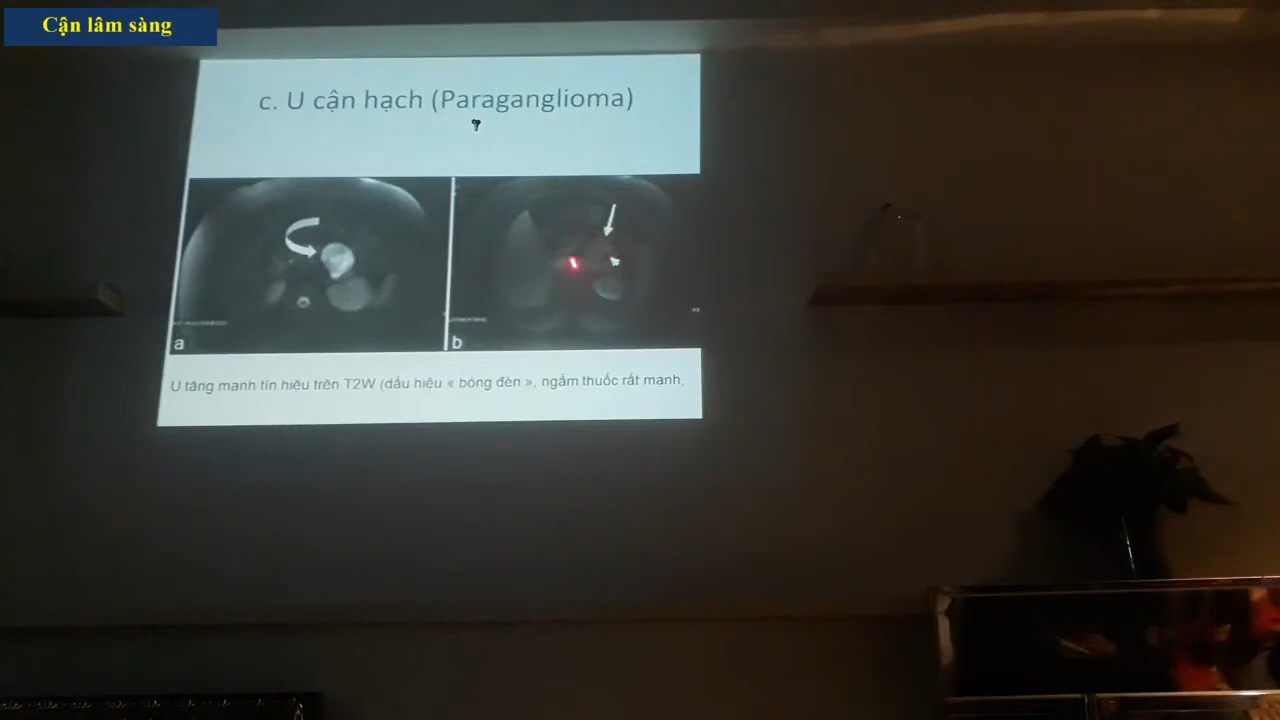 Cận lâm sàng
c. U cận hạch (Paraganglioma)
a
b
U tăng mạnh tín hiệu trên T2W (dấu hiệu « bóng đèn », ngấm thuốc rất mạnh,